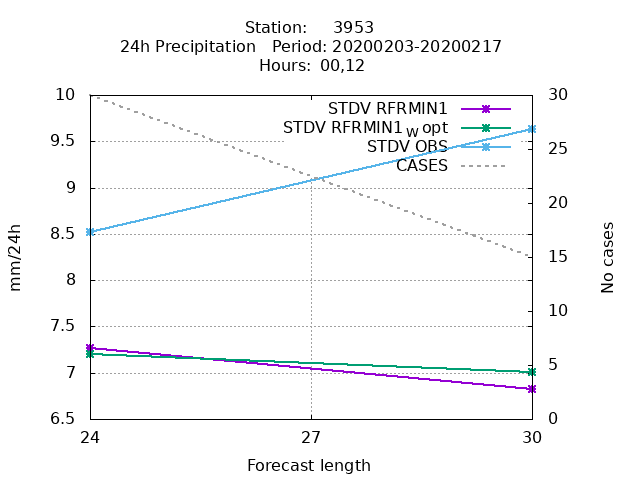 Station: 3953
24h Precipitation Period: 20200203-20200217
Hours: 00,12
10
9.5
9
8.5
8
7.5
7
6.5
30
25
20
15
10
5
0
STDV RFRMIN1
STDV RFRMIN1w opt
STDV OBS
CASES
mm/24h
No cases
24 27 30
Forecast length